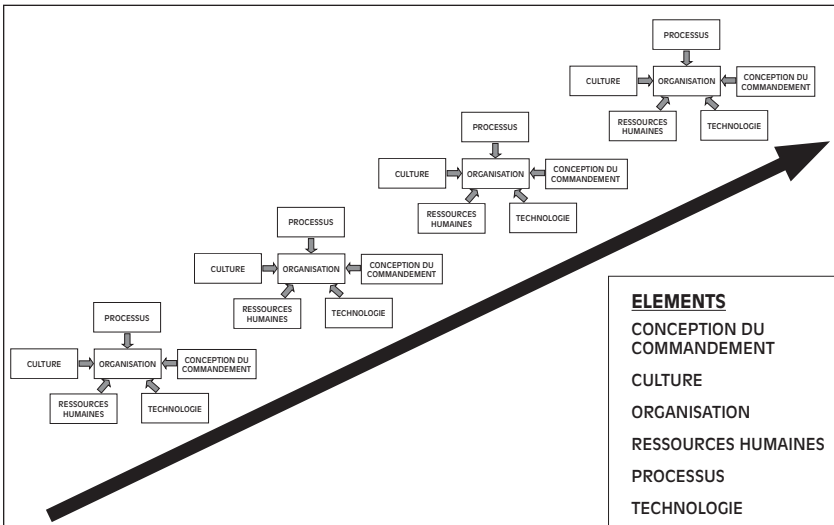 PROCESSUS
CULTURE
ORGANISATION
CONCEPTION DU
COMMANDEMENT
RESSOURCES
HUMAINES
TECHNOLOGIE
PROCESSUS
CULTURE
ORGANISATION
CONCEPTION DU
COMMANDEMENT
RESSOURCES
HUMAINES
TECHNOLOGIE
PROCESSUS
CULTURE
ORGANISATION
CONCEPTION DU
COMMANDEMENT
RESSOURCES
HUMAINES
TECHNOLOGIE
PROCESSUS
CULTURE
ORGANISATION
CONCEPTION DU
COMMANDEMENT
RESSOURCES
HUMAINES
TECHNOLOGIE
ELEMENTS
CONCEPTION DU
COMMANDEMENT
CULTURE
ORGANISATION
RESSOURCES HUMAINES
PROCESSUS
TECHNOLOGIE